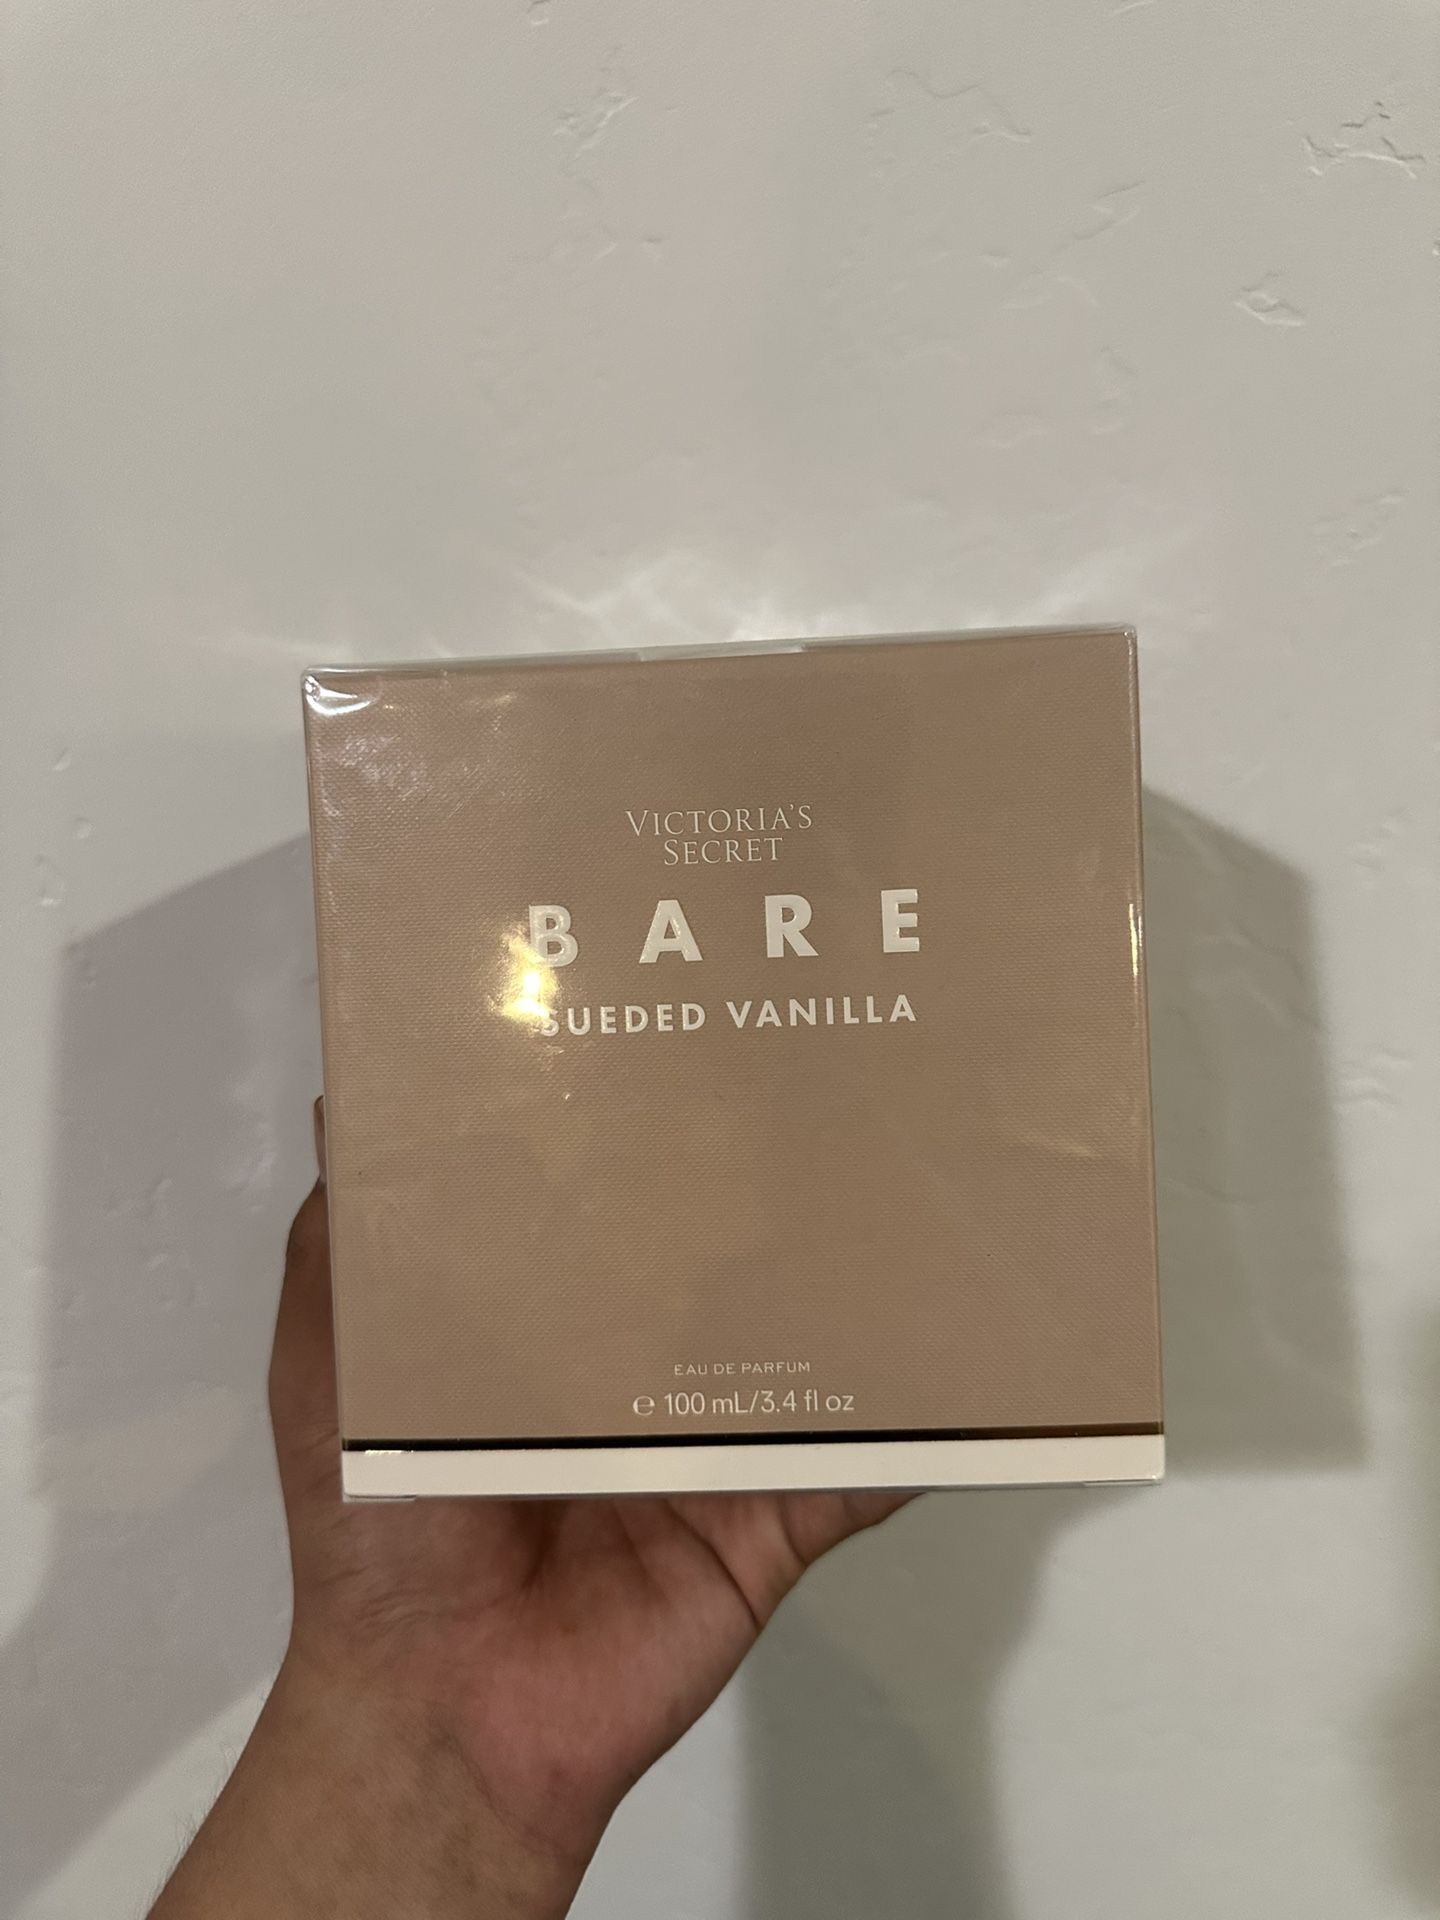 VICTORIA'S
SECRET
BARE
SUEDED VANILLA
EAU DE PARFUM
℮ 100 mL/3.4 fl oz